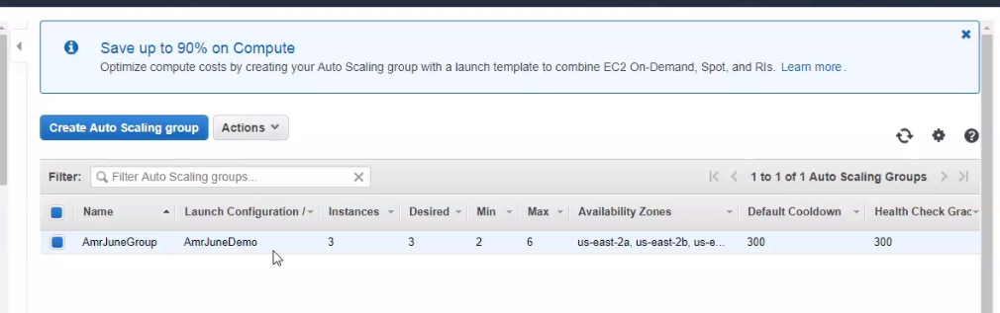 Save up to 90% on Compute
Optimize compute costs by creating your Auto Scaling group with a launch template to combine EC2 On-Demand, Spot, and RIs. Learn more.
Create Auto Scaling group Actions
Filter: Filter Auto Scaling groups... 1 to 1 of 1 Auto Scaling Groups
Name Launch Configuration / Instances Desired Min Max Availability Zones Default Cooldown Health Check Grac
AmrJuneGroup AmrJuneDemo 3 3 2 6 us-east-2a, us-east-2b, us-e... 300 300